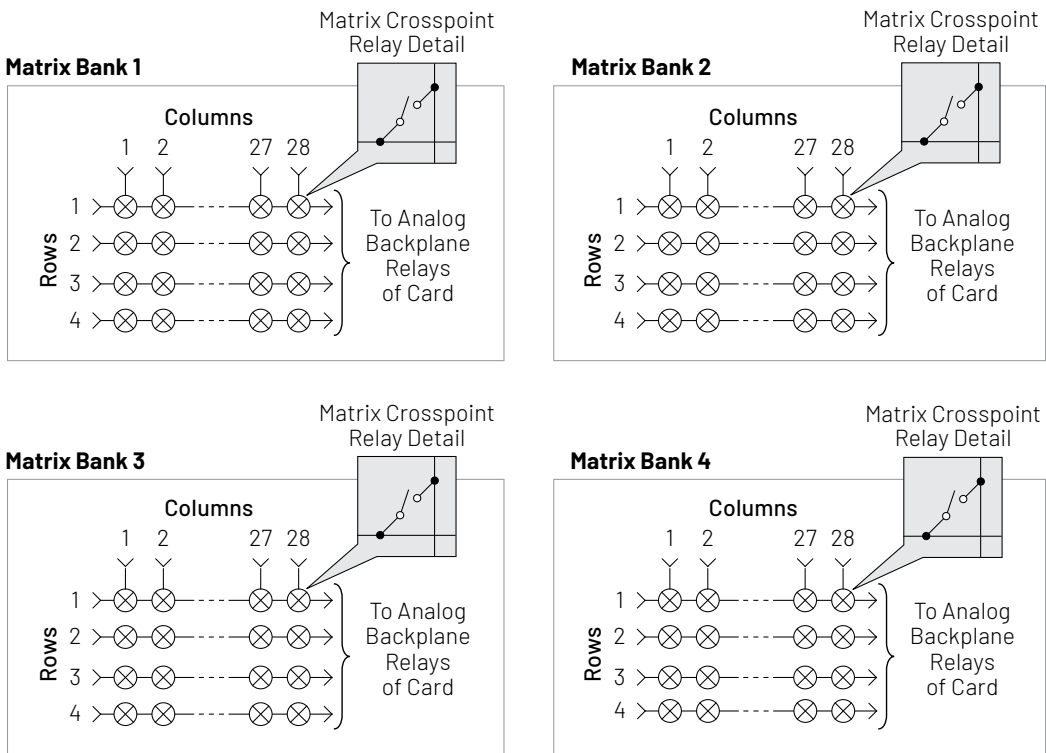 Matrix Crosspoint
Relay Detail
Matrix Bank 1
Columns
1 2 27 28
Rows
1
2
3
4
To Analog
Backplane
Relays
of Card
Matrix Crosspoint
Relay Detail
Matrix Bank 2
Columns
1 2 27 28
Rows
1
2
3
4
To Analog
Backplane
Relays
of Card
Matrix Crosspoint
Relay Detail
Matrix Bank 3
Columns
1 2 27 28
Rows
1
2
3
4
To Analog
Backplane
Relays
of Card
Matrix Crosspoint
Relay Detail
Matrix Bank 4
Columns
1 2 27 28
Rows
1
2
3
4
To Analog
Backplane
Relays
of Card